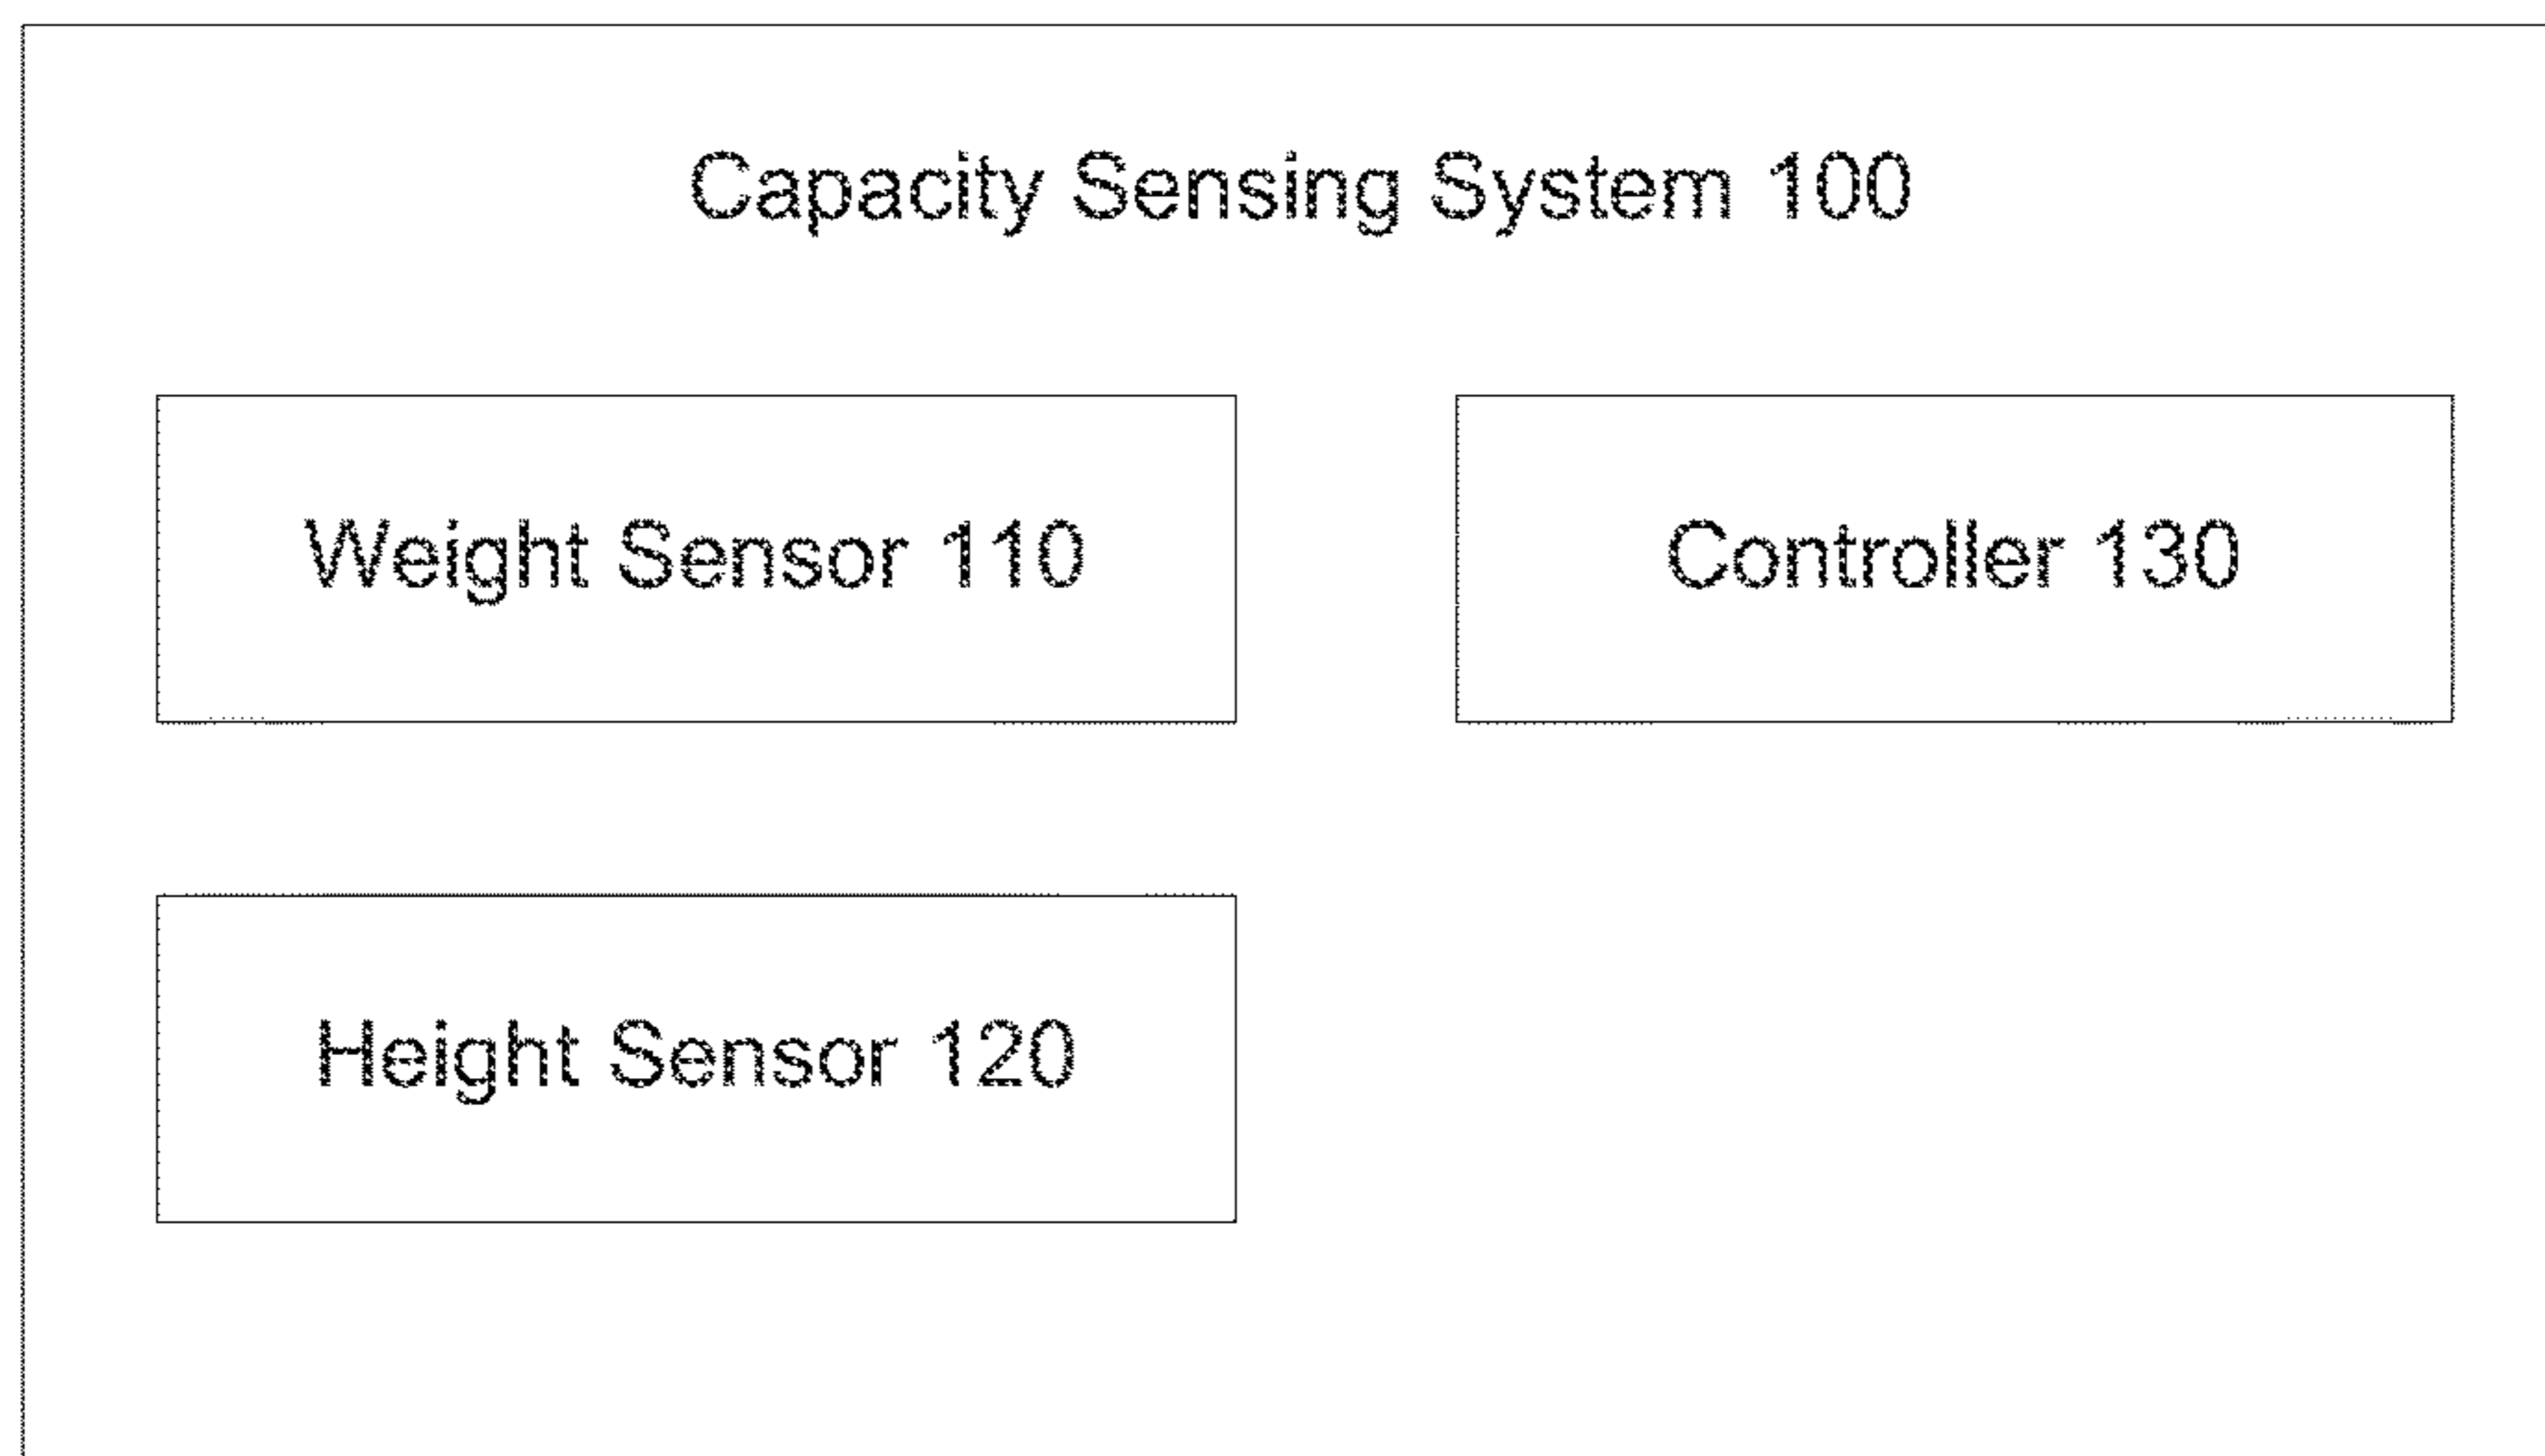 Capacity Sensing System 100
Weight Sensor 110
Controller 130
Height Sensor 120